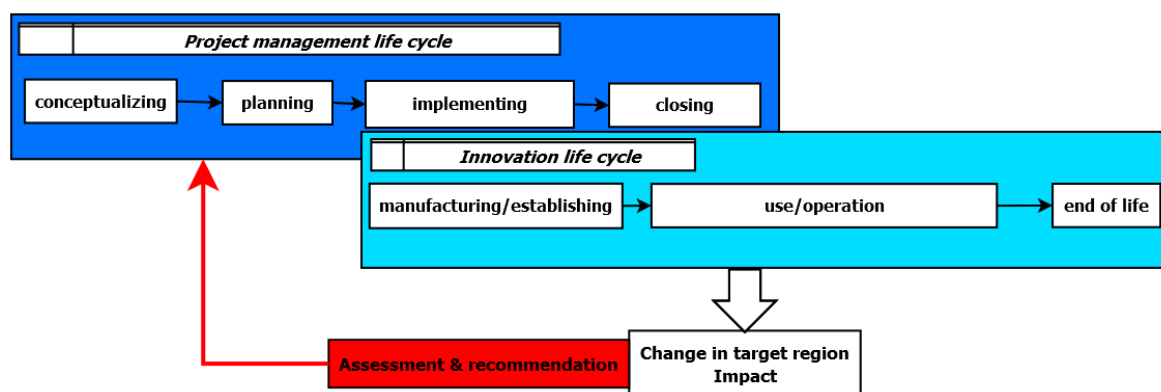 Project management life cycle
conceptualizing
planning
implementing
closing
Innovation life cycle
manufacturing/establishing
use/operation
end of life
Assessment & recommendation
Change in target region
Impact